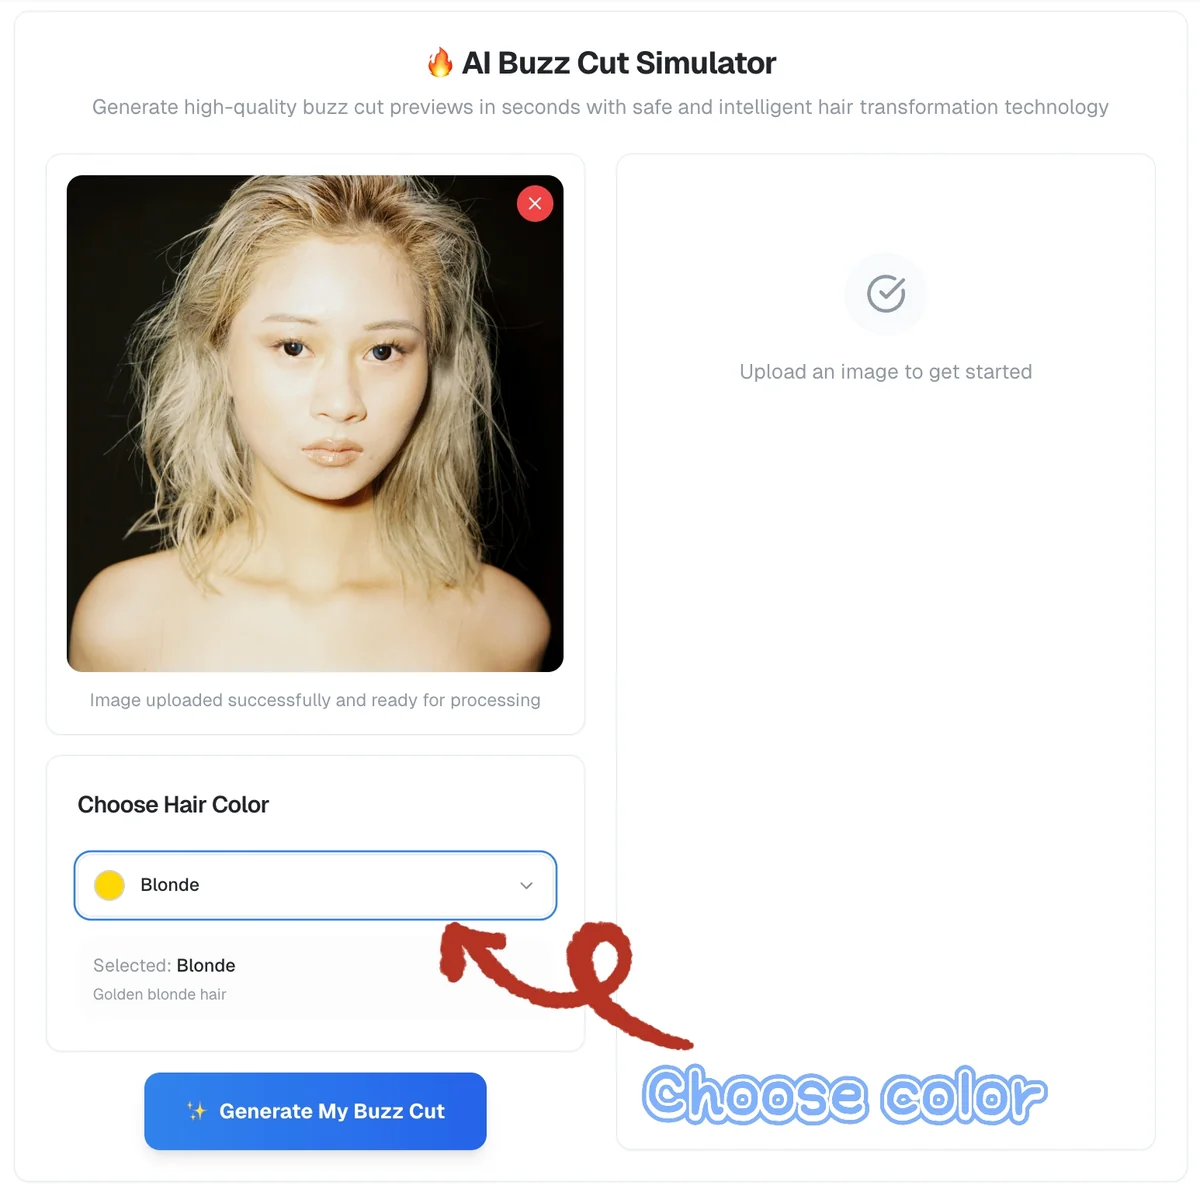 🔥 AI Buzz Cut Simulator
Generate high-quality buzz cut previews in seconds with safe and intelligent hair transformation technology
Image uploaded successfully and ready for processing
Choose Hair Color
Blonde
Selected: Blonde
Golden blonde hair
✨ Generate My Buzz Cut
Upload an image to get started
Choose color